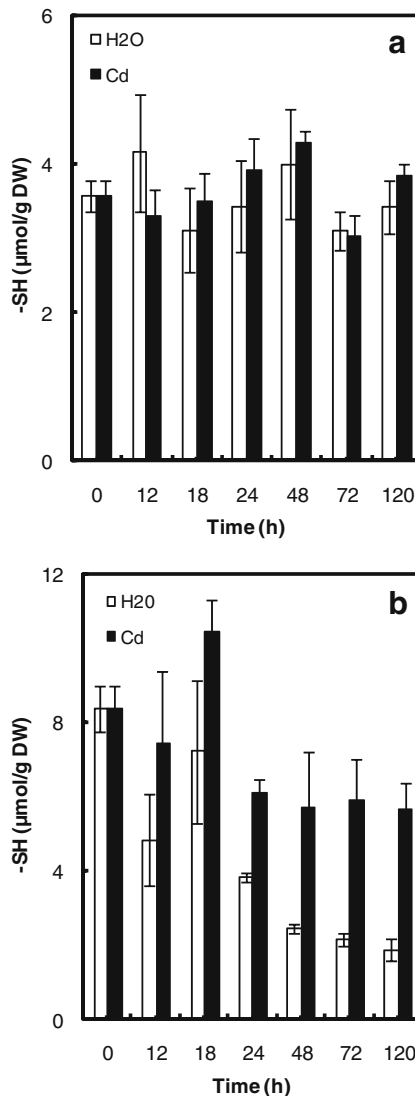 a
H2O
Cd
6
4
2
0
-SH (µmol/g DW)
0 12 18 24 48 72 120
Time (h)
b
H20
Cd
12
8
4
0
-SH (µmol/g DW)
0 12 18 24 48 72 120
Time (h)